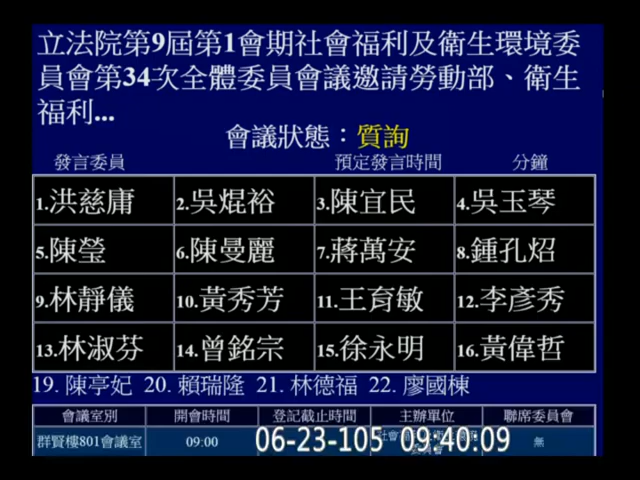 立法院第9屆第1會期社會福利及衛生環境委
員會第34次全體委員會議邀請勞動部、衛生
福利...
會議狀態：質詢
發言委員 預定發言時間 分鐘
1.洪慈庸 2.吳焜裕 3.陳宜民 4.吳玉琴
5.陳瑩 6.陳曼麗 7.蔣萬安 8.鍾孔炤
9.林靜儀 10.黃秀芳 11.王育敏 12.李彥秀
13.林淑芬 14.曾銘宗 15.徐永明 16.黃偉哲
19. 陳亭妃 20. 賴瑞隆 21. 林德福 22. 廖國棟
會議室別 開會時間 登記截止時間 主辦單位 聯席委員會
群賢樓801會議室 09:00 無
06-23-105 09:40:09